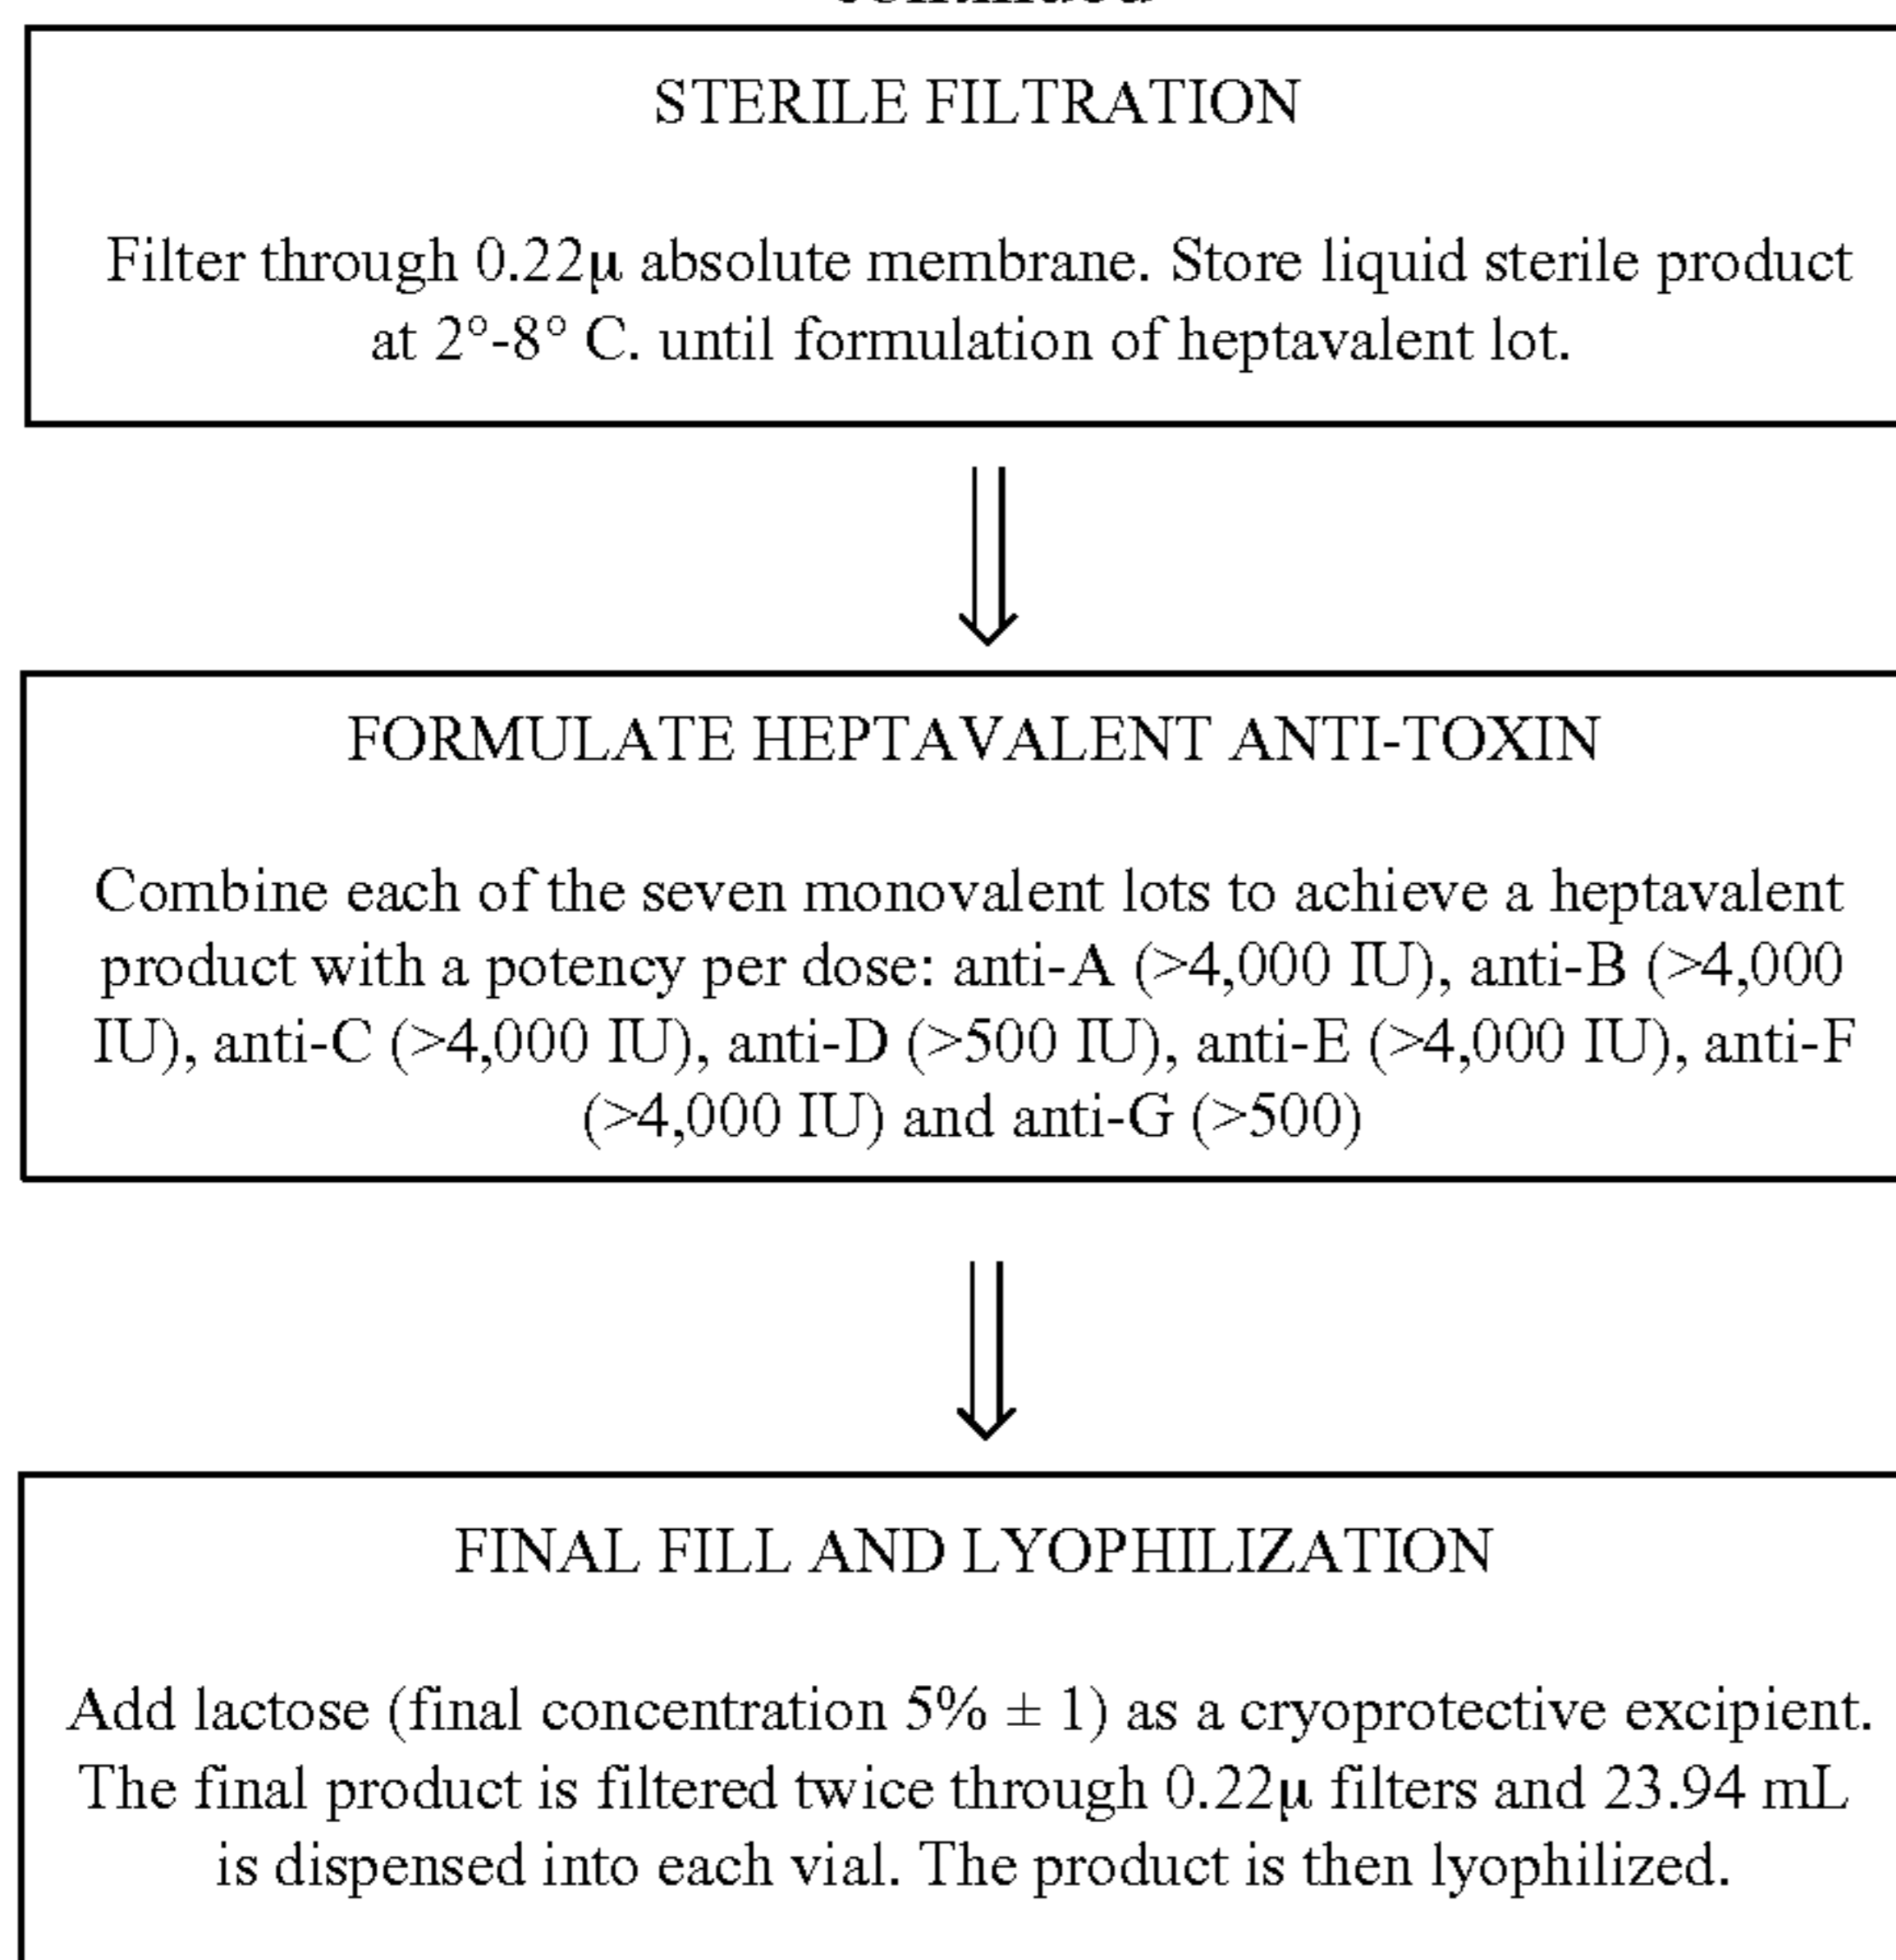 STERILE FILTRATION
Filter through 0.22μ absolute membrane. Store liquid sterile product
at 2°-8° C. until formulation of heptavalent lot.
FORMULATE HEPTAVALENT ANTI-TOXIN
Combine each of the seven monovalent lots to achieve a heptavalent
product with a potency per dose: anti-A (>4,000 IU), anti-B (>4,000
IU), anti-C (>4,000 IU), anti-D (>500 IU), anti-E (>4,000 IU), anti-F
(>4,000 IU) and anti-G (>500)
FINAL FILL AND LYOPHILIZATION
Add lactose (final concentration 5% ± 1) as a cryoprotective excipient.
The final product is filtered twice through 0.22μ filters and 23.94 mL
is dispensed into each vial. The product is then lyophilized.